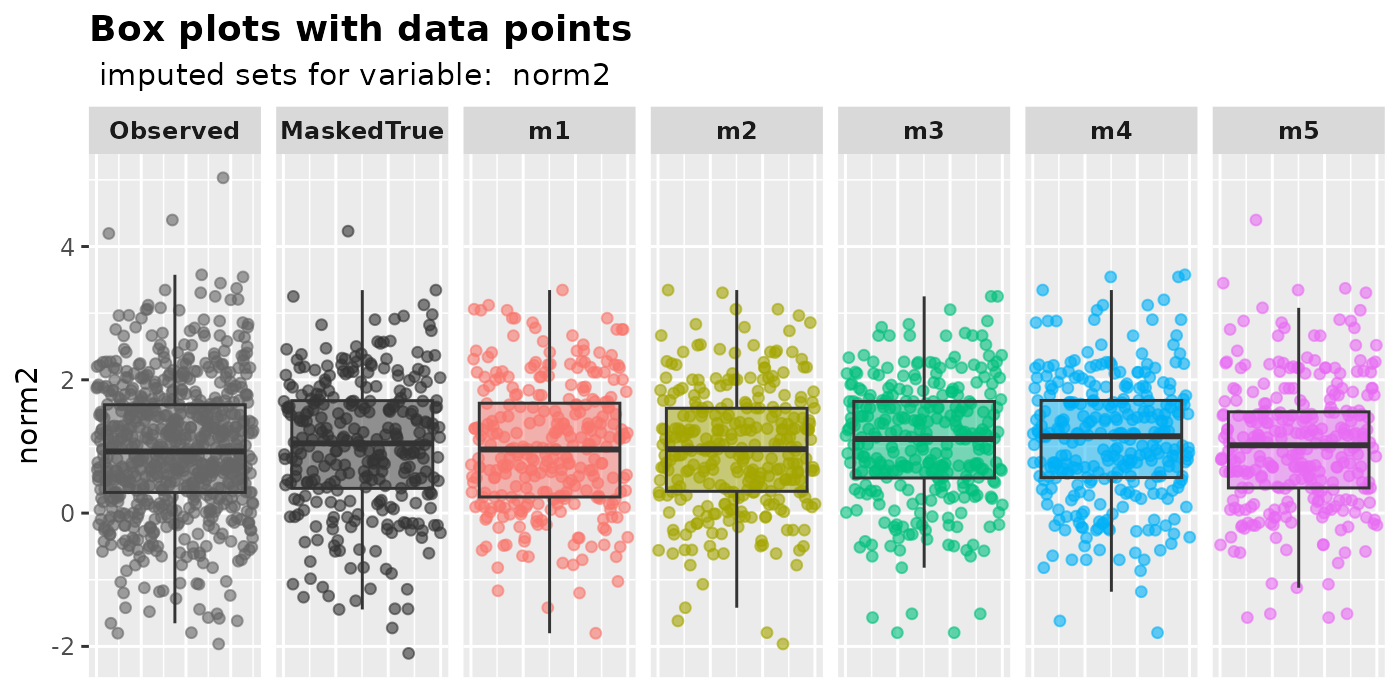 Box plots with data points
imputed sets for variable:  norm2
Observed MaskedTrue m1 m2 m3 m4 m5
norm2
4
2
0
-2